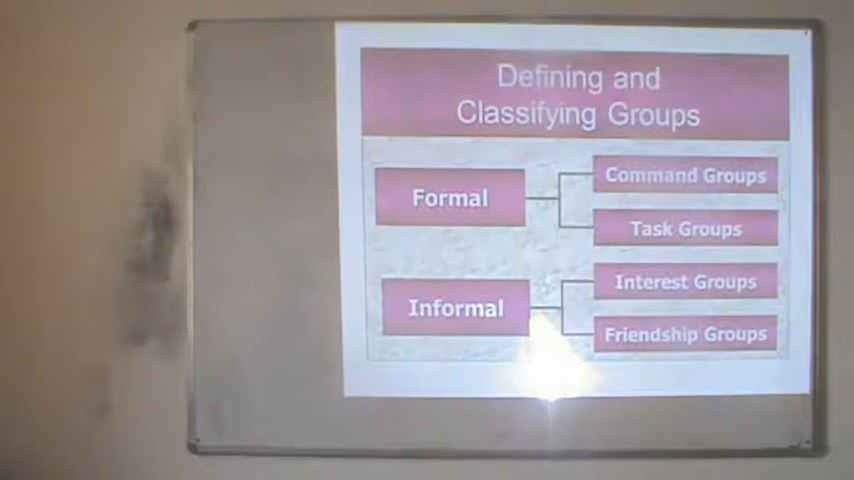 Defining and
Classifying Groups
Formal
Command Groups
Task Groups
Informal
Interest Groups
Friendship Groups